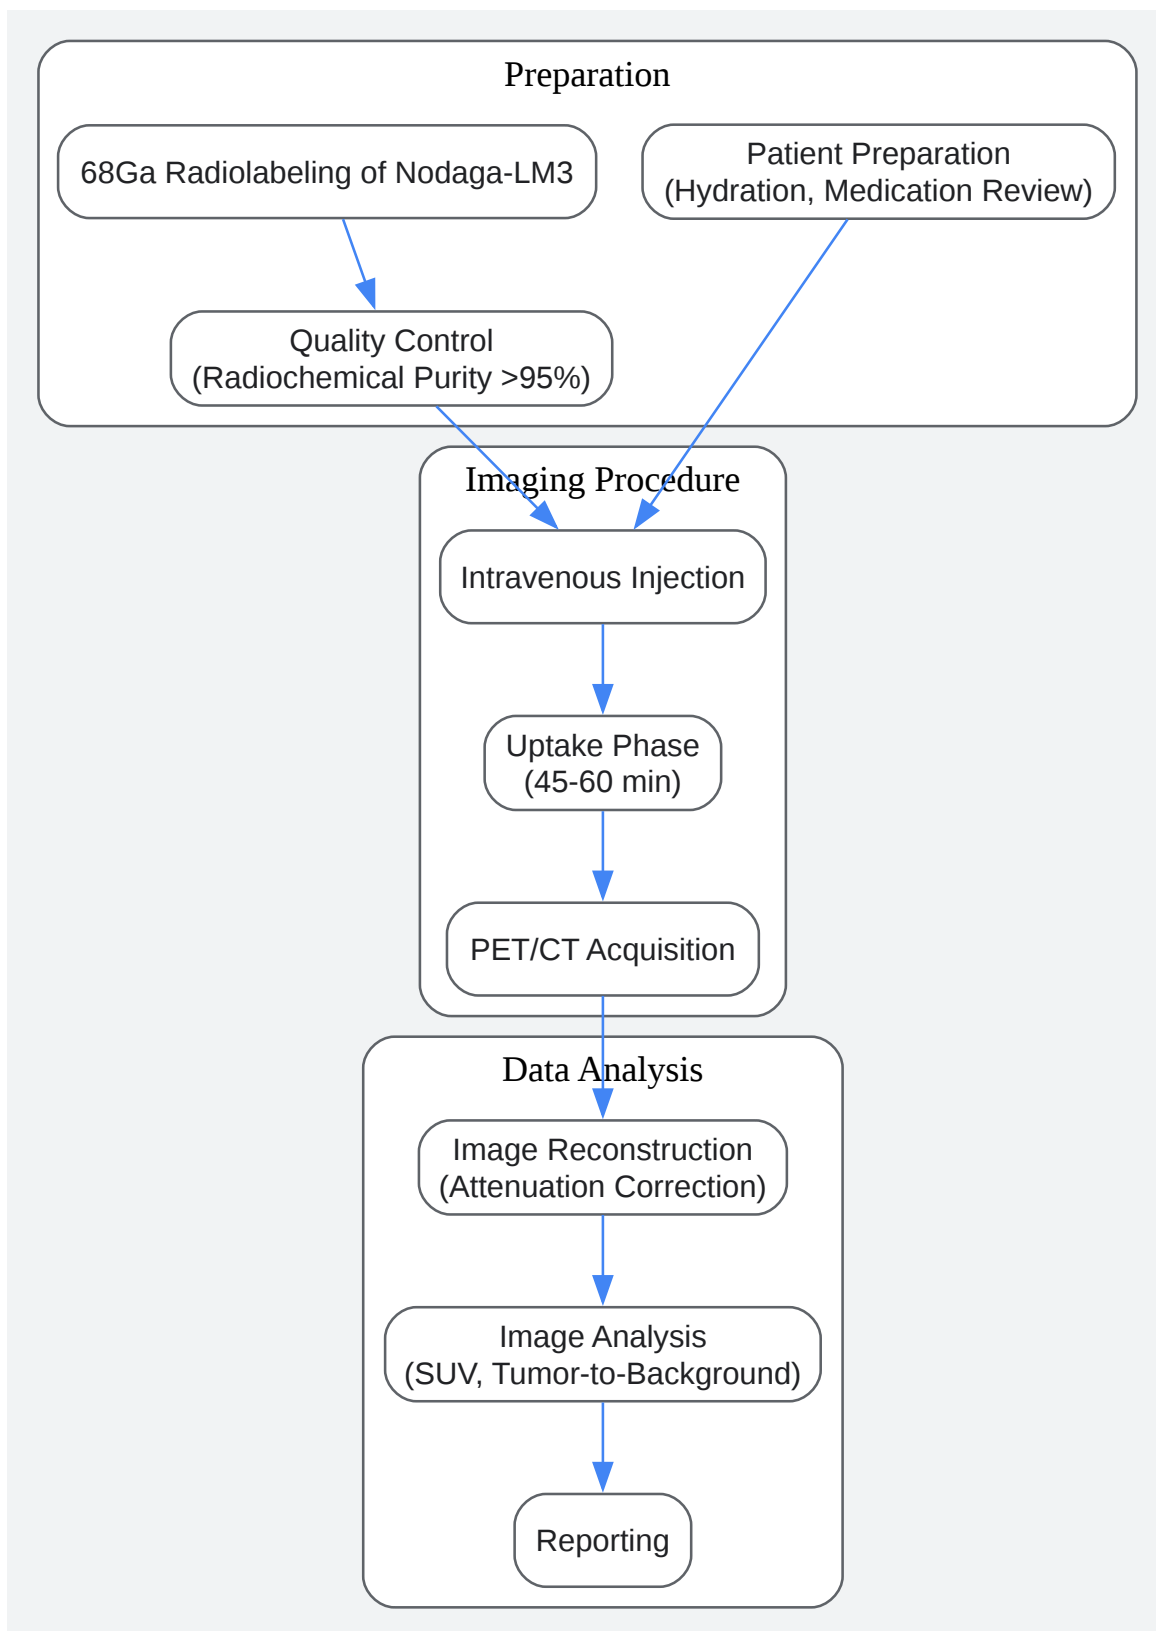 Preparation
68Ga Radiolabeling of Nodaga-LM3
Patient Preparation
(Hydration, Medication Review)
Quality Control
(Radiochemical Purity >95%)
Imaging Procedure
Intravenous Injection
Uptake Phase
(45-60 min)
PET/CT Acquisition
Data Analysis
Image Reconstruction
(Attenuation Correction)
Image Analysis
(SUV, Tumor-to-Background)
Reporting